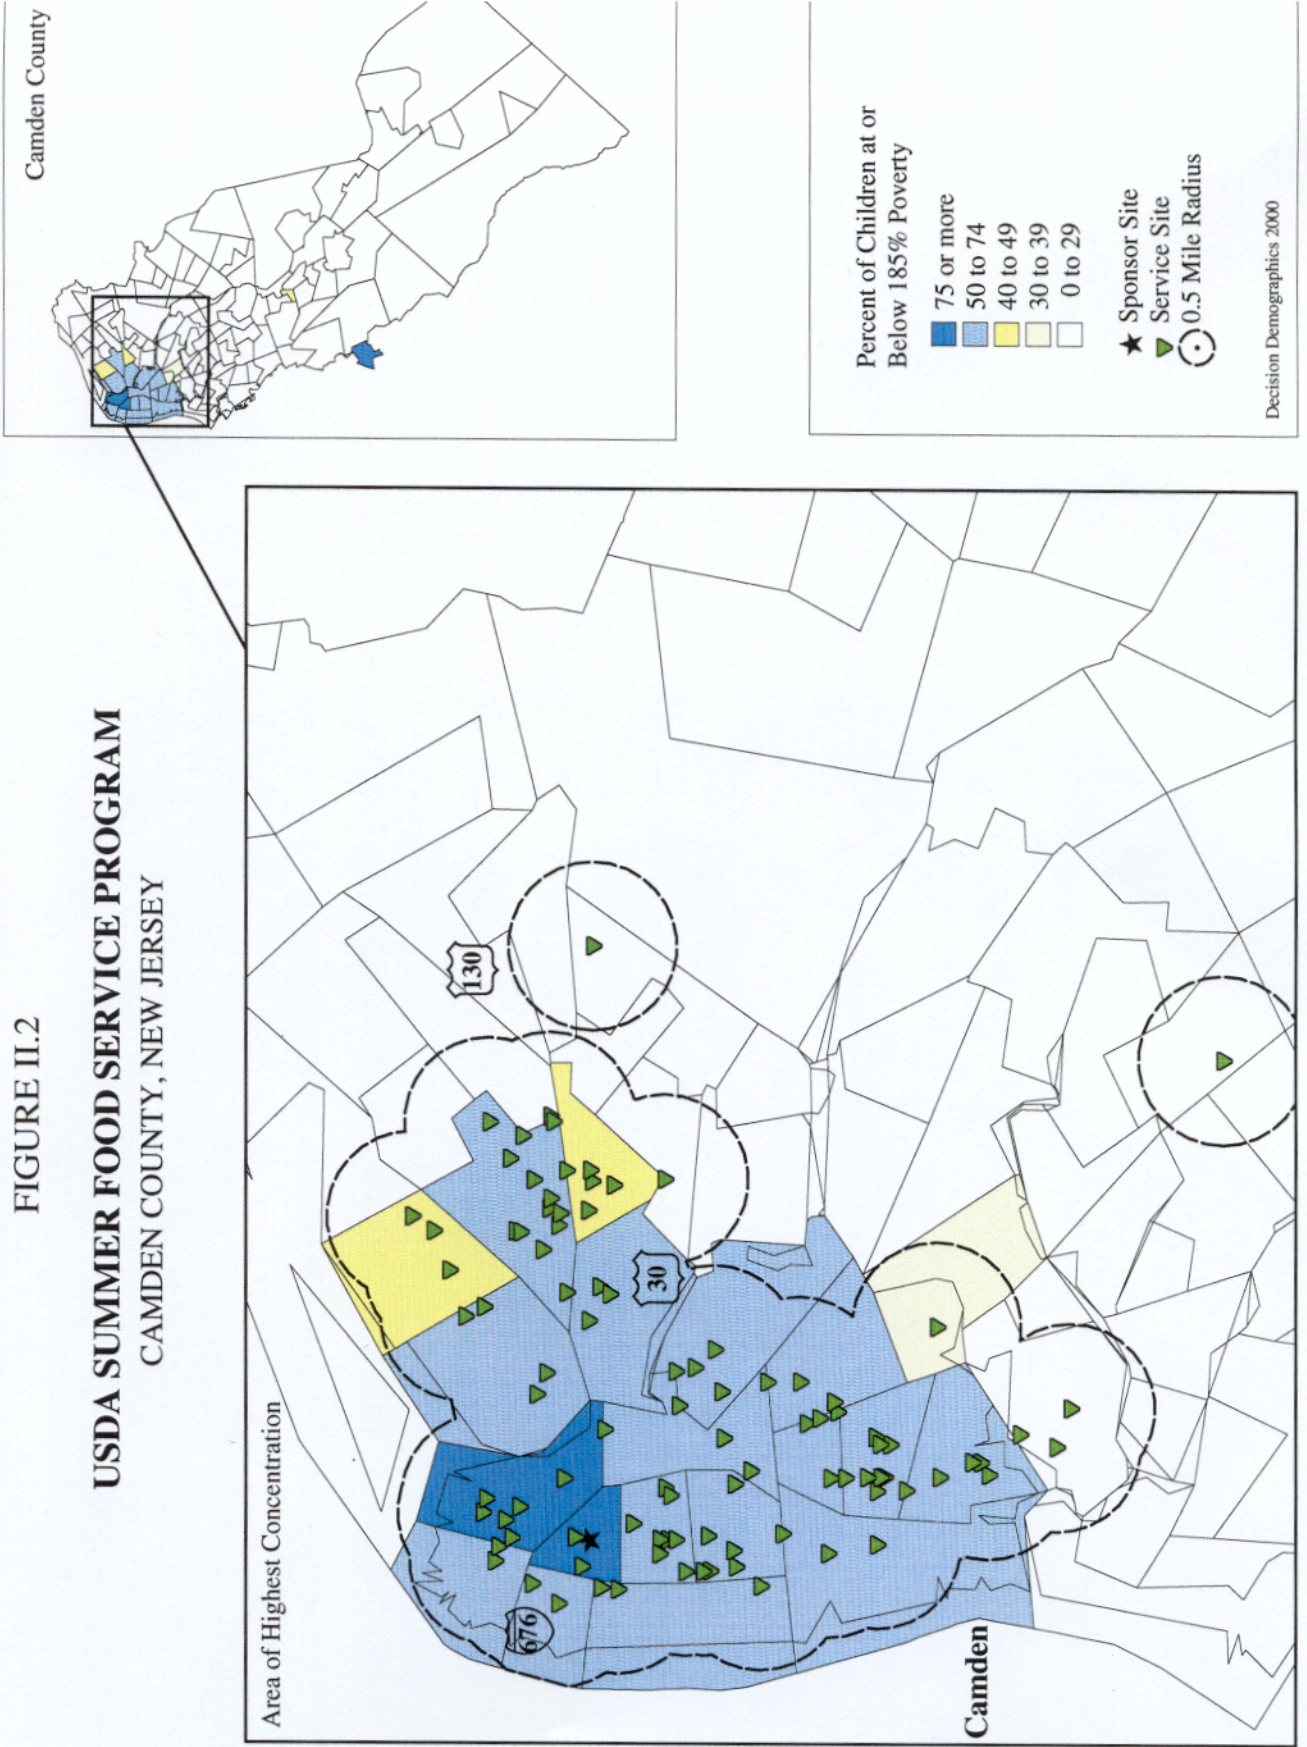 FIGURE II.2
USDA SUMMER FOOD SERVICE PROGRAM
CAMDEN COUNTY, NEW JERSEY
Camden County
Area of Highest Concentration
130
30
676
Camden
Percent of Children at or
Below 185% Poverty
75 or more
50 to 74
40 to 49
30 to 39
0 to 29
Sponsor Site
Service Site
0.5 Mile Radius
Decision Demographics 2000